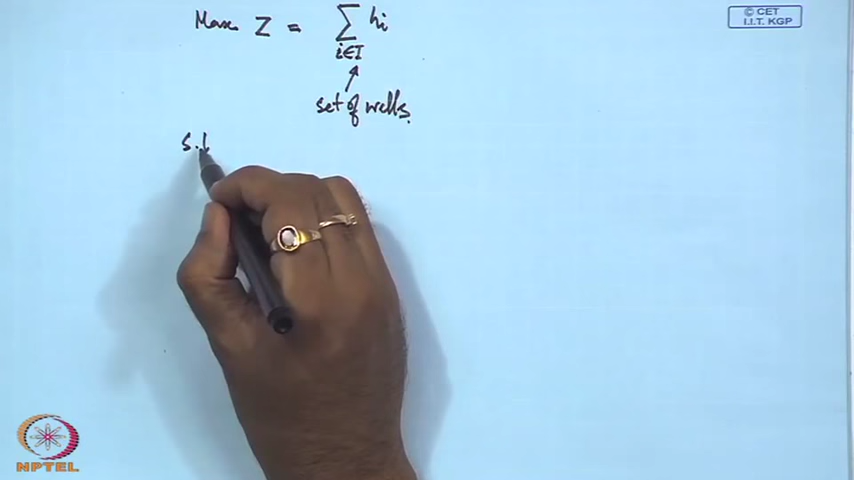 Max Z = ∑ hi
i∈I
set of wells.
s.t
© CET
I.I.T. KGP
NPTEL